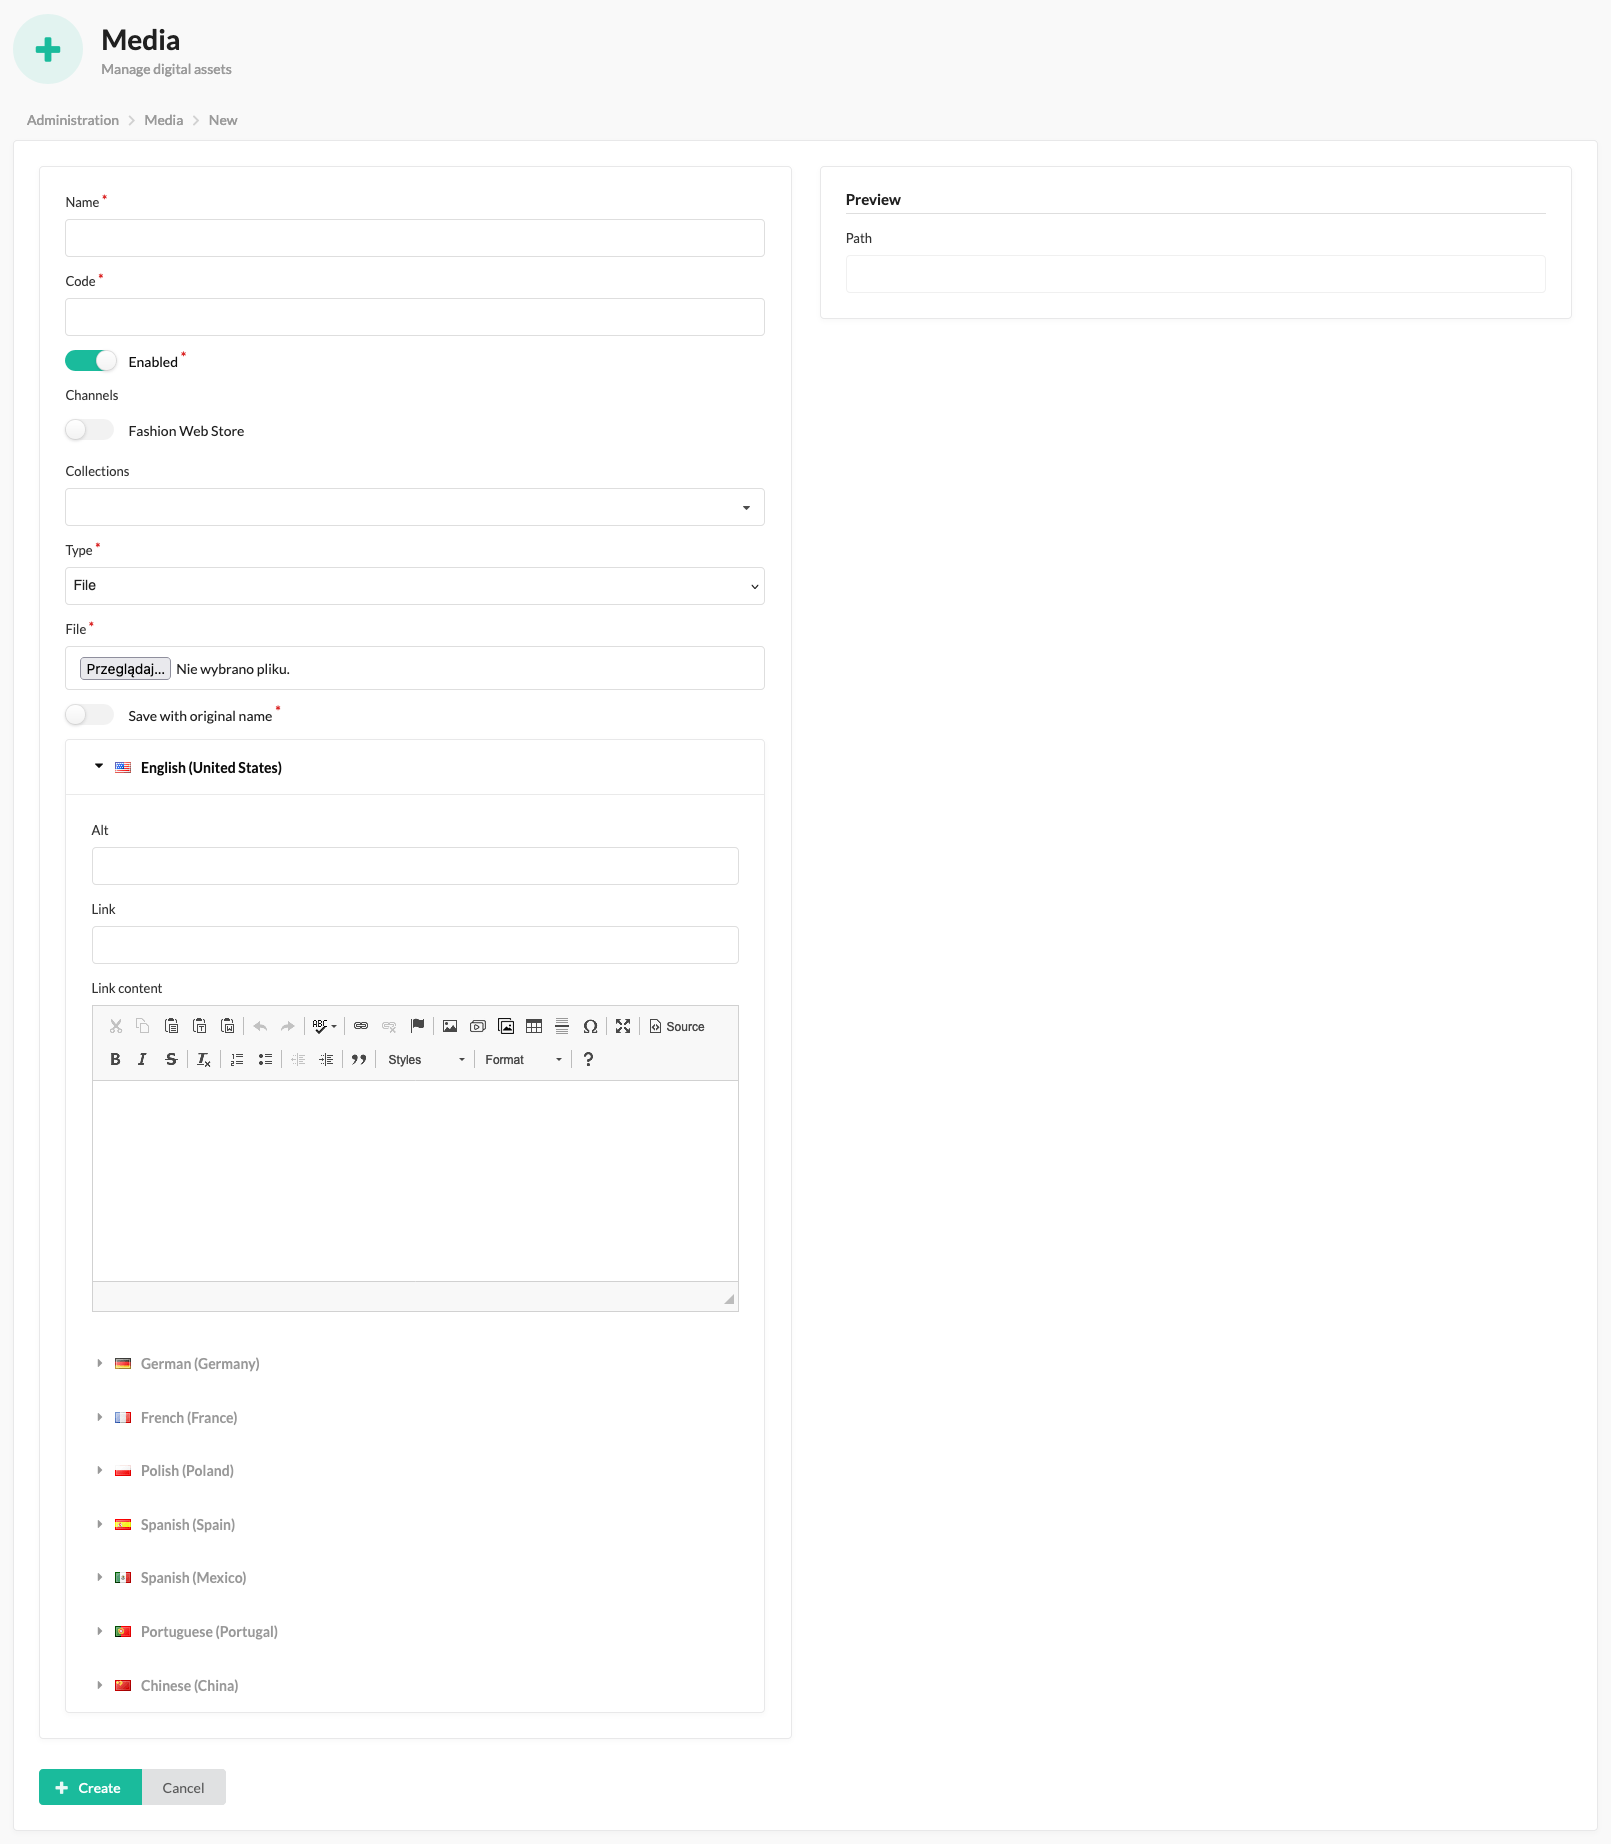 Media
Manage digital assets
Administration > Media > New
Name *
Code *
Enabled *
Channels
Fashion Web Store
Collections
Type *
File
File *
Przeglądaj... Nie wybrano pliku.
Save with original name *
English (United States)
Alt
Link
Link content
ABC Ω Source
B I S Tx Styles Format ?
German (Germany)
French (France)
Polish (Poland)
Spanish (Spain)
Spanish (Mexico)
Portuguese (Portugal)
Chinese (China)
Create Cancel
Preview
Path